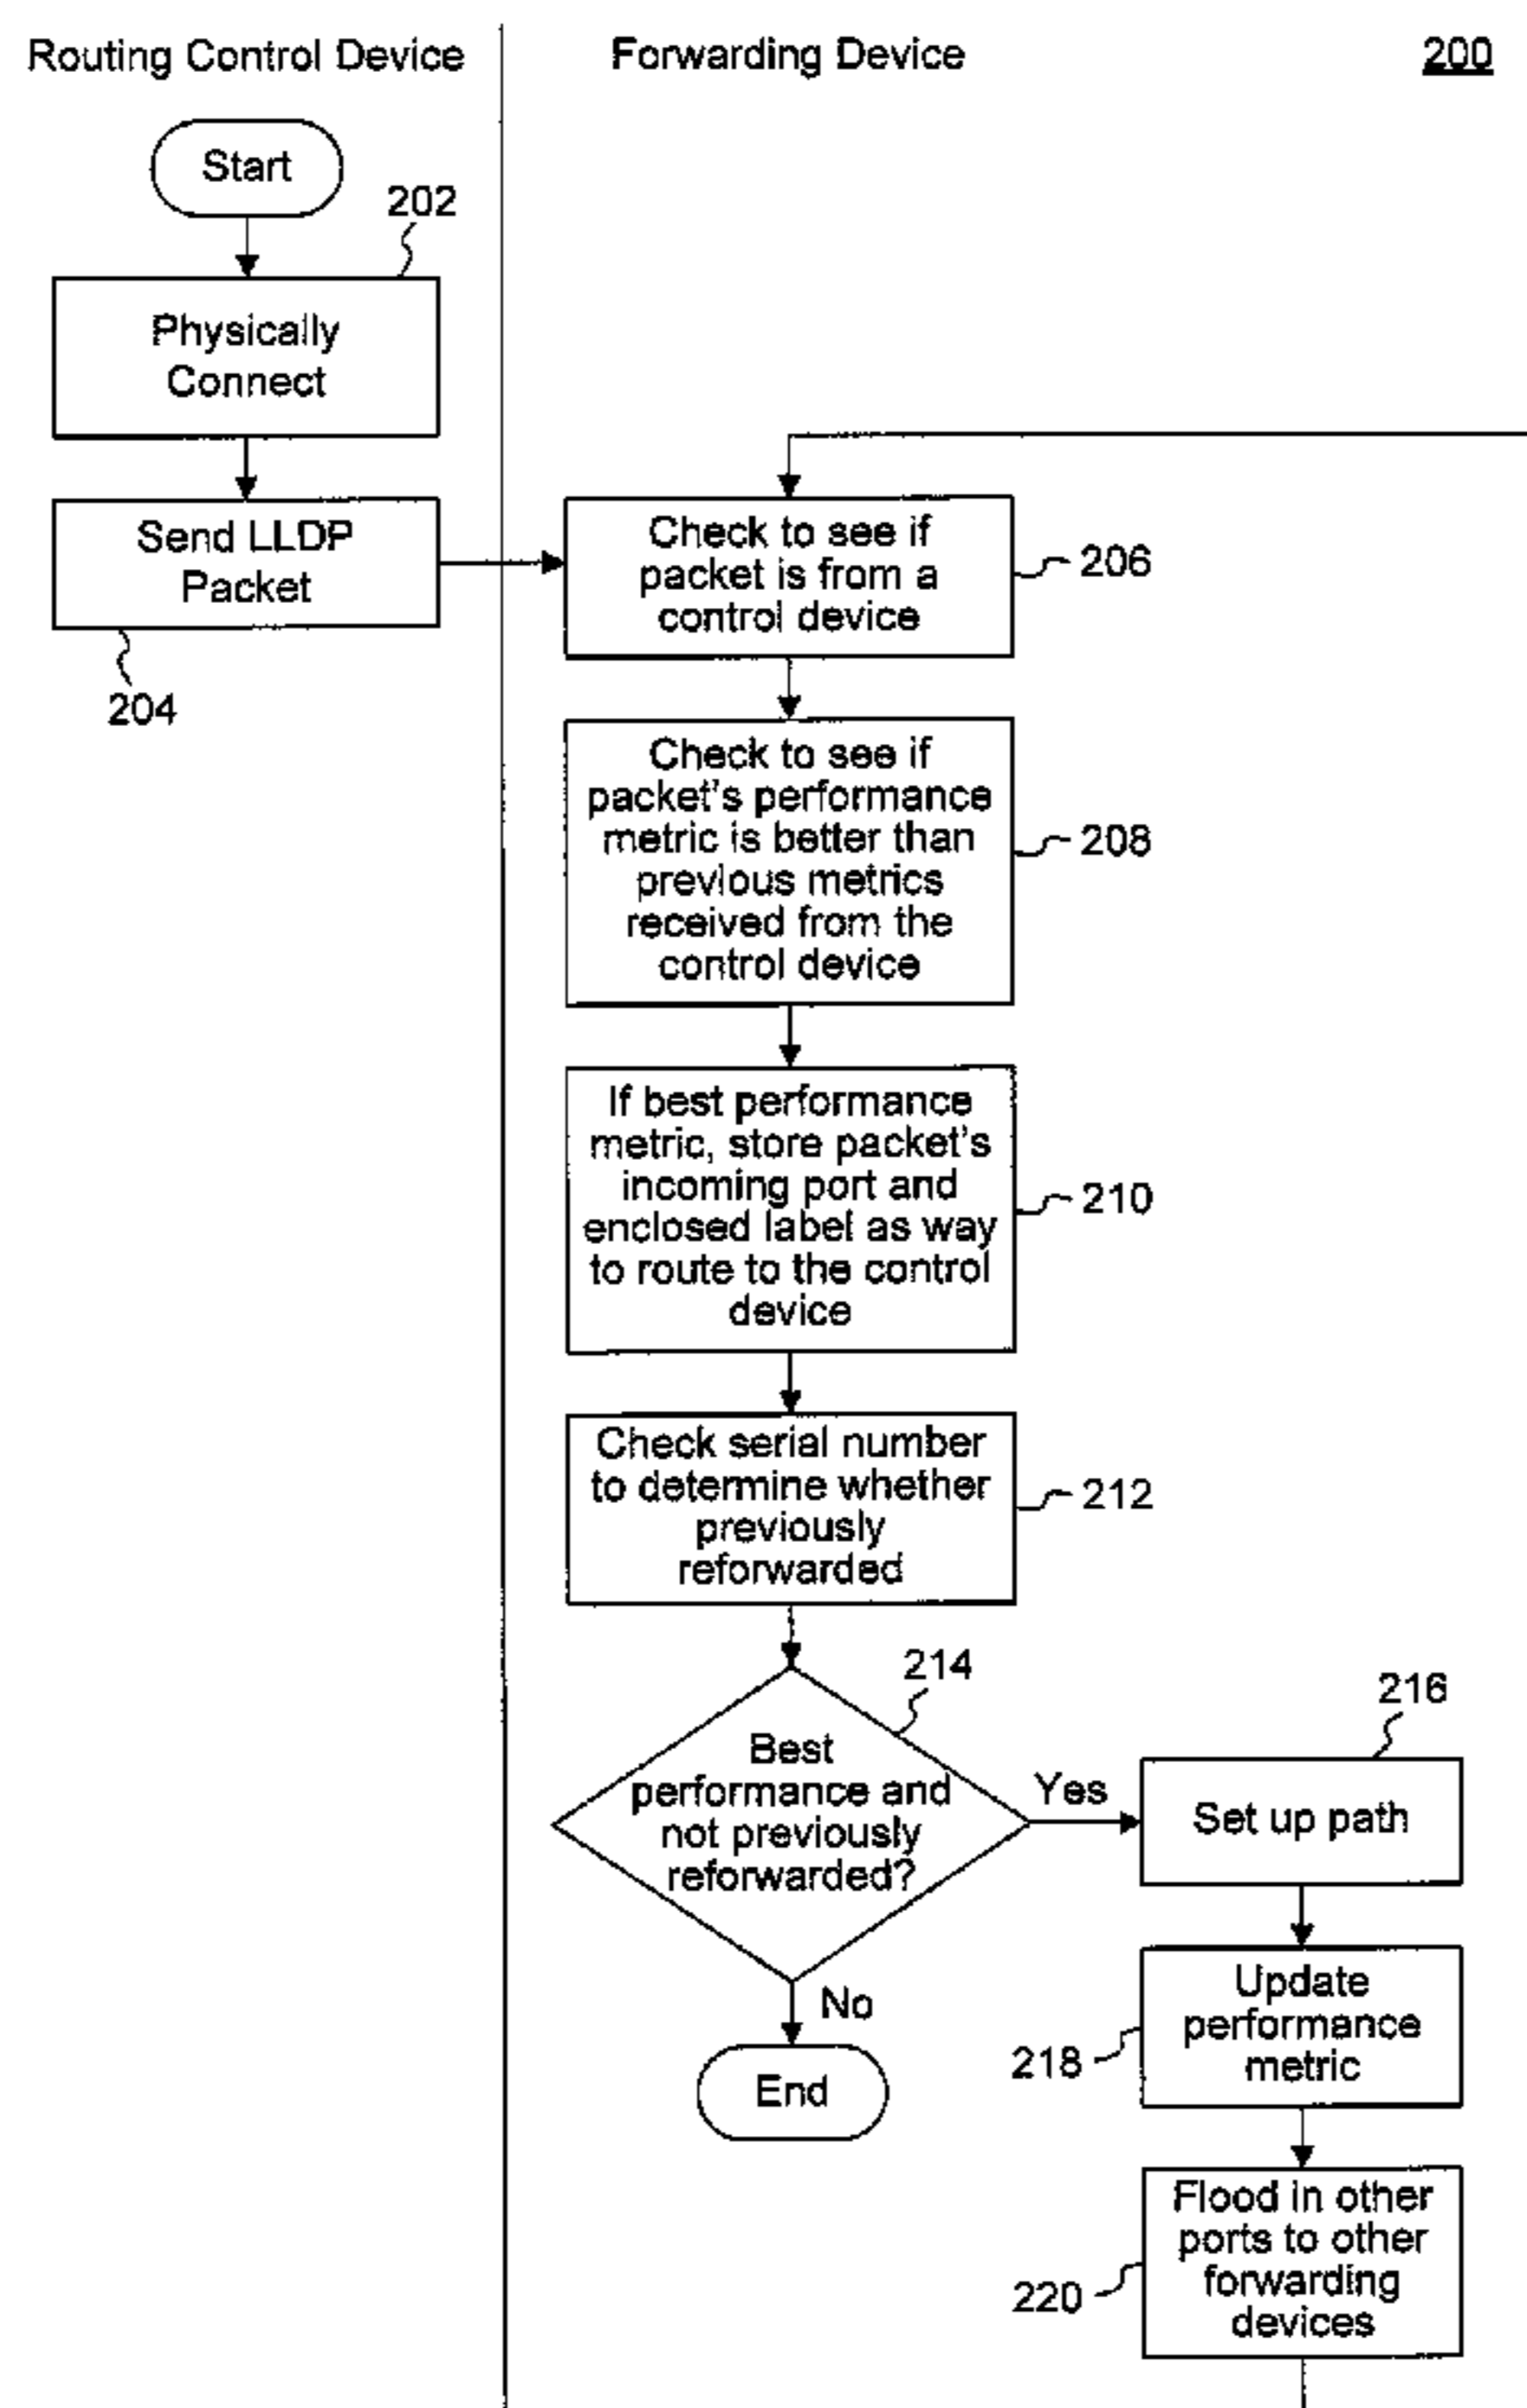 Routing Control Device
Forwarding Device
200
Start
202
Physically
Connect
Send LLDP
Packet
204
Check to see if
packet is from a
control device
206
Check to see if
packet's performance
metric is better than
previous metrics
received from the
control device
208
If best performance
metric, store packet's
incoming port and
enclosed label as way
to route to the control
device
210
Check serial number
to determine whether
previously
reforwarded
212
214
Best
performance and
not previously
reforwarded?
Yes
216
Set up path
No
End
Update
performance
metric
218
Flood in other
ports to other
forwarding
devices
220